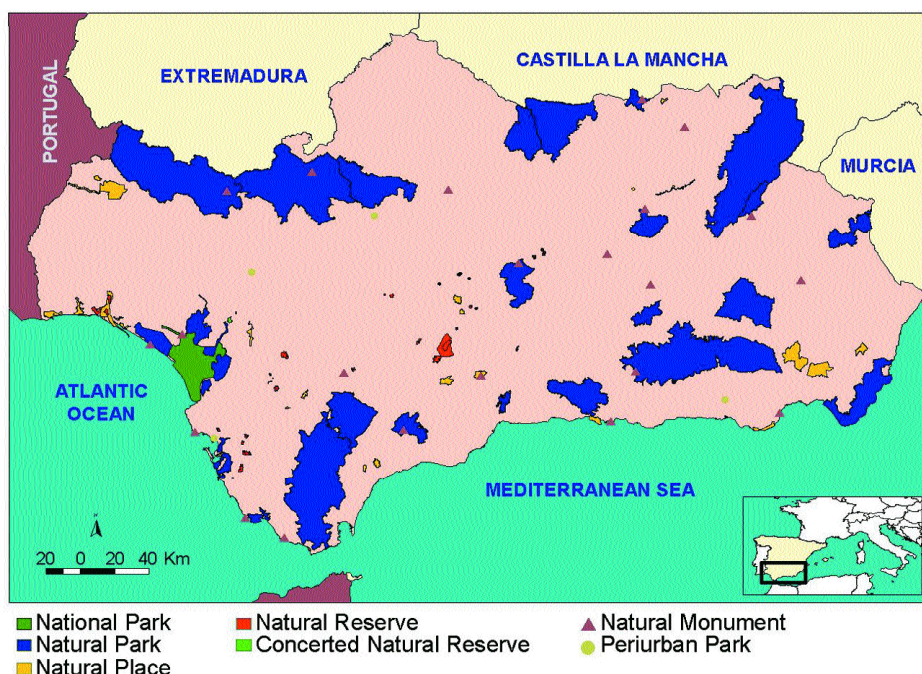 EXTREMADURA
CASTILLA LA MANCHA
PORTUGAL
MURCIA
ATLANTIC
OCEAN
MEDITERRANEAN SEA
20 0 20 40 Km
National Park
Natural Park
Natural Place
Natural Reserve
Concerted Natural Reserve
Natural Monument
Periurban Park